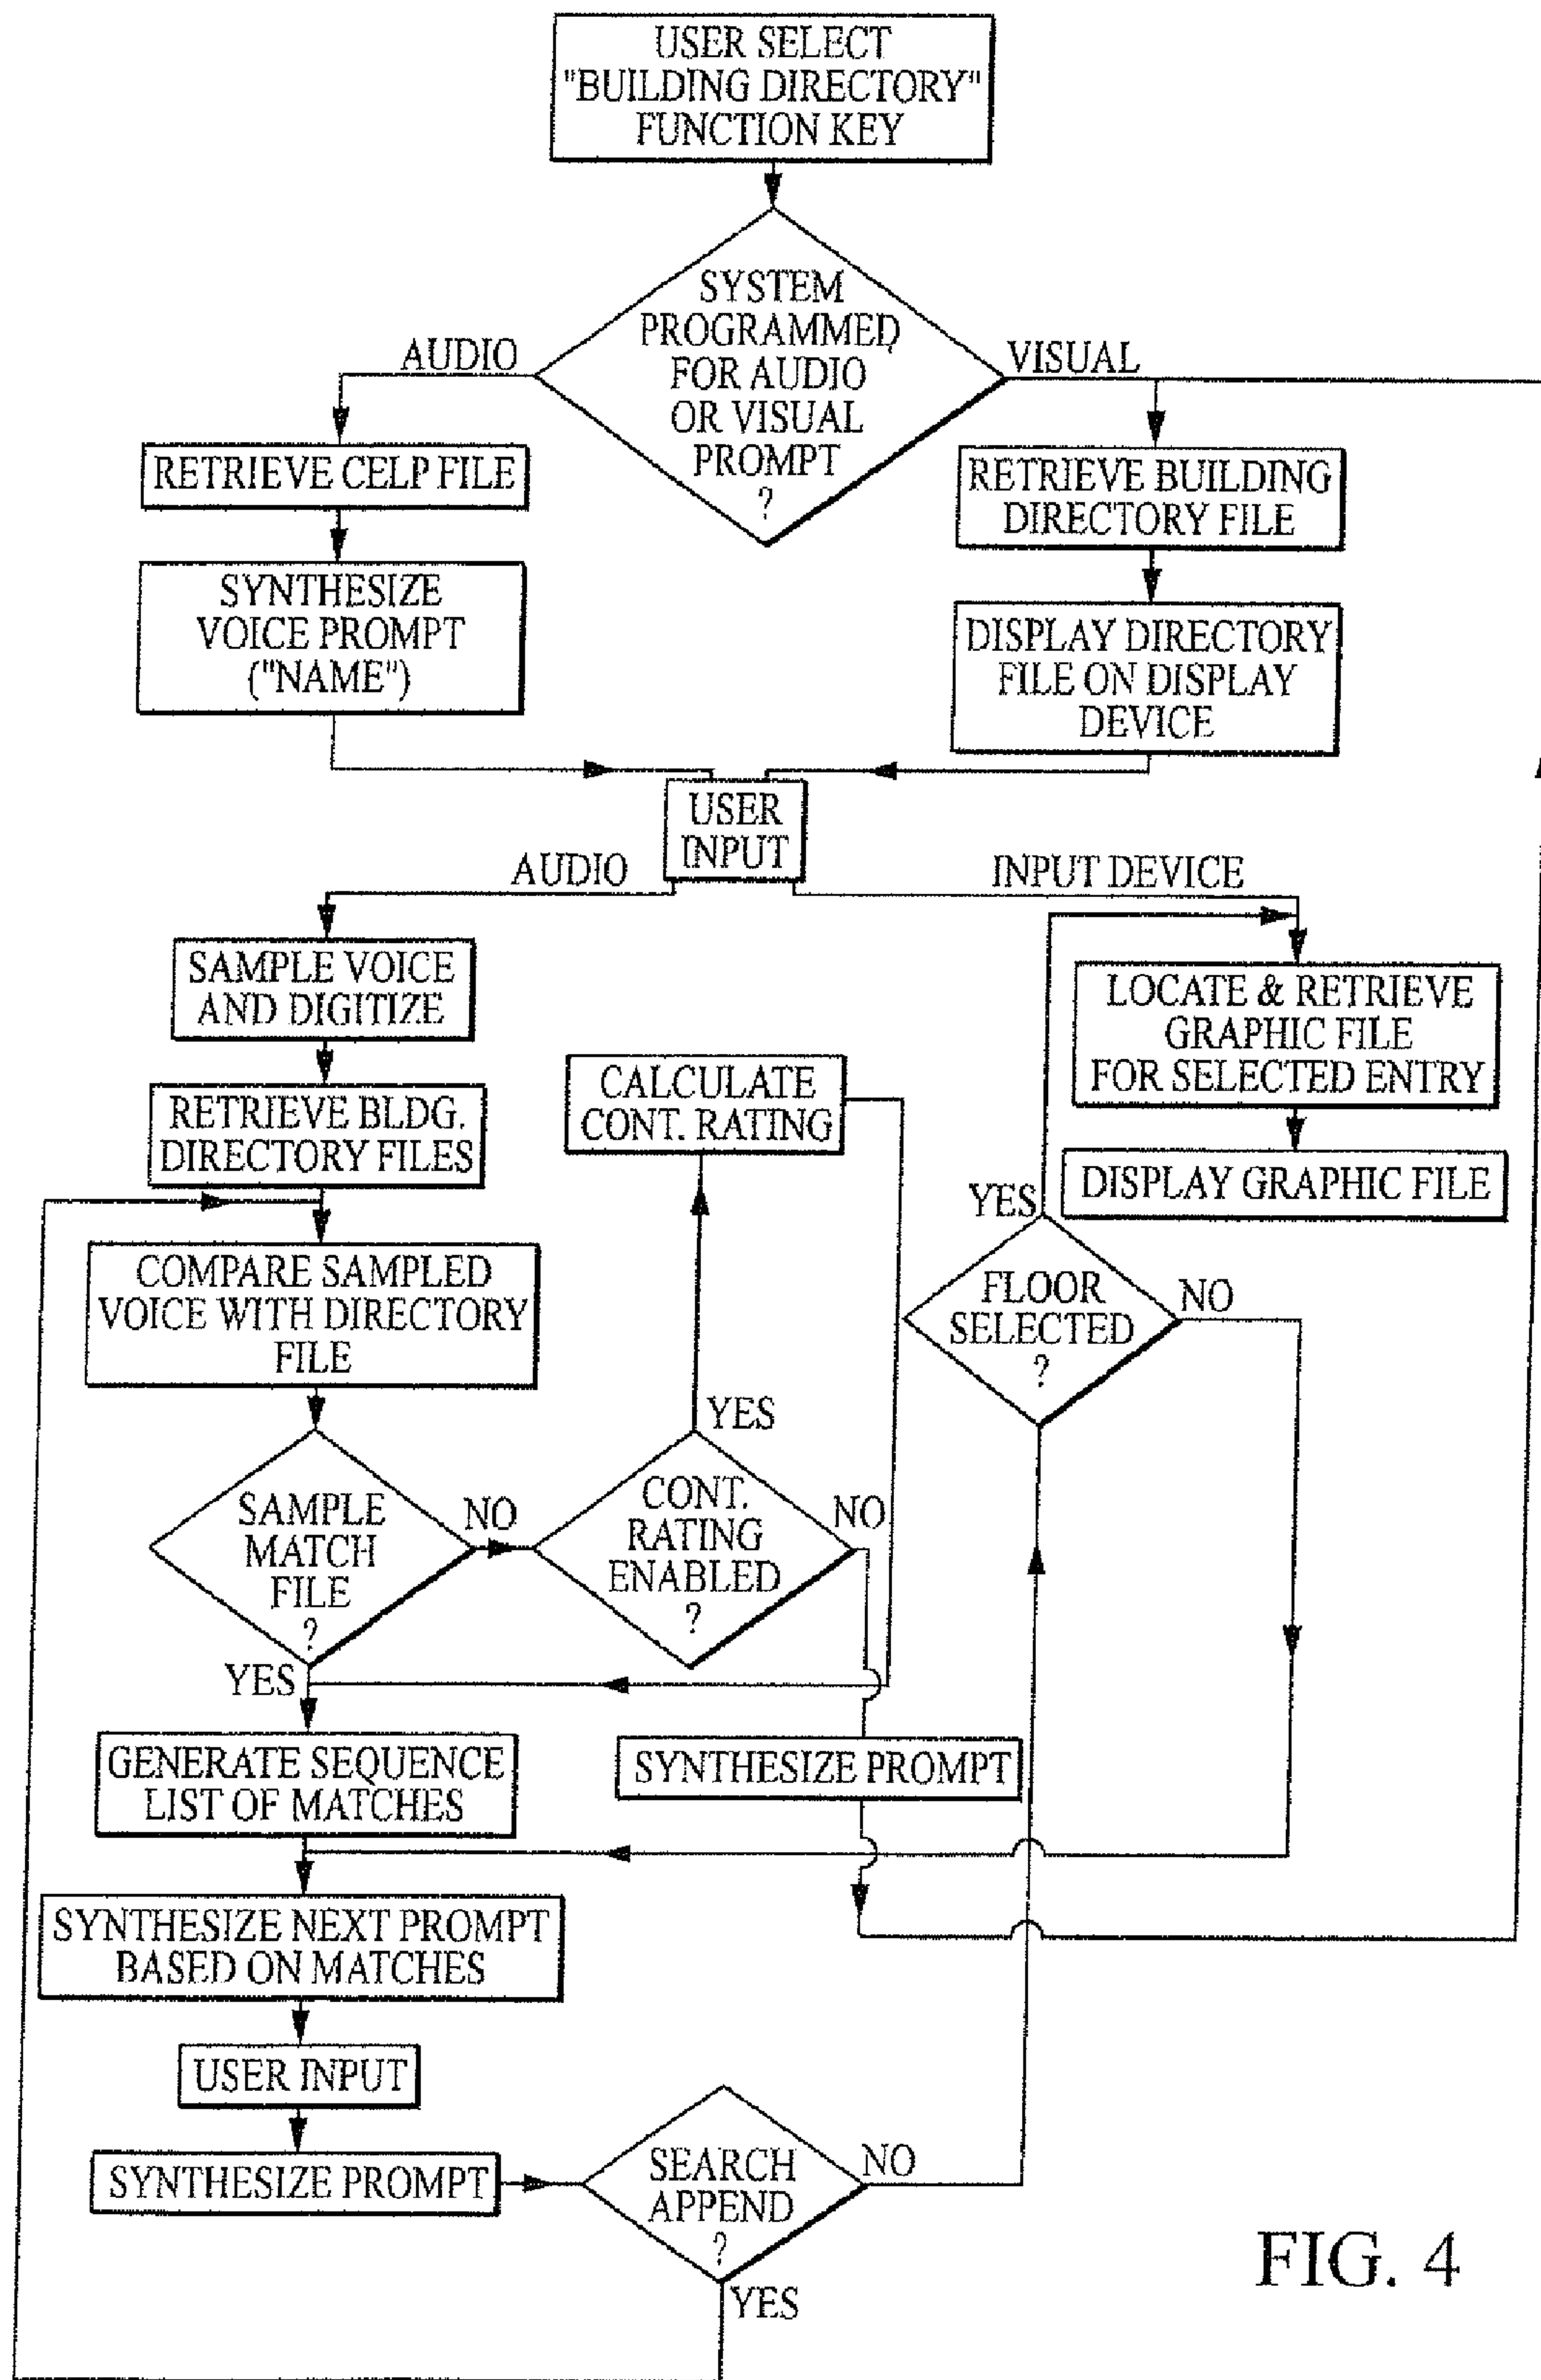 USER SELECT
"BUILDING DIRECTORY"
FUNCTION KEY
SYSTEM
PROGRAMMED
FOR AUDIO
OR VISUAL
PROMPT
?
AUDIO
VISUAL
RETRIEVE CELP FILE
RETRIEVE BUILDING
DIRECTORY FILE
SYNTHESIZE
VOICE PROMPT
("NAME")
DISPLAY DIRECTORY
FILE ON DISPLAY
DEVICE
USER
INPUT
AUDIO
INPUT DEVICE
SAMPLE VOICE
AND DIGITIZE
LOCATE & RETRIEVE
GRAPHIC FILE
FOR SELECTED ENTRY
RETRIEVE BLDG.
DIRECTORY FILES
CALCULATE
CONT. RATING
DISPLAY GRAPHIC FILE
COMPARE SAMPLED
VOICE WITH DIRECTORY
FILE
YES
FLOOR
SELECTED
?
NO
SAMPLE
MATCH
FILE
?
NO
YES
YES
CONT.
RATING
ENABLED
?
NO
GENERATE SEQUENCE
LIST OF MATCHES
SYNTHESIZE PROMPT
SYNTHESIZE NEXT PROMPT
BASED ON MATCHES
USER INPUT
SYNTHESIZE PROMPT
SEARCH
APPEND
?
NO
YES
FIG. 4